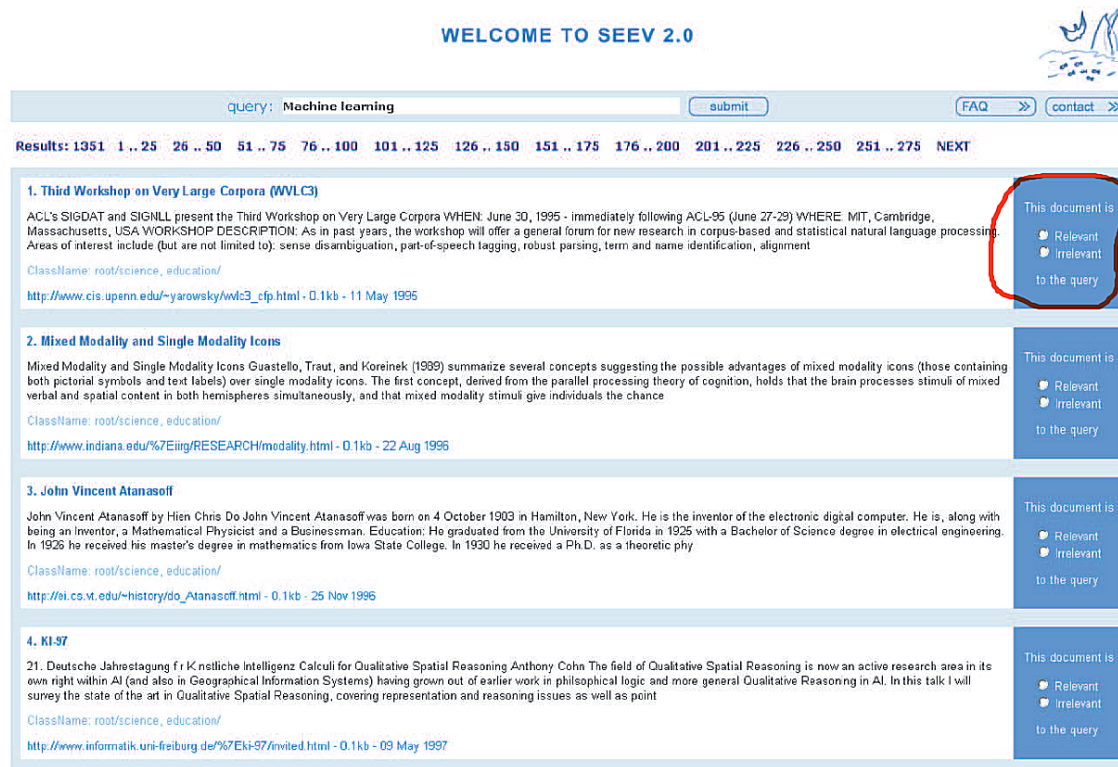 WELCOME TO SEEV 2.0
query: Machine learning submit FAQ >> contact >>
Results: 1351 1 .. 25 26 .. 50 51 .. 75 76 .. 100 101 .. 125 126 .. 150 151 .. 175 176 .. 200 201 .. 225 226 .. 250 251 .. 275 NEXT
1. Third Workshop on Very Large Corpora (WVLC3)
ACL's SIGDAT and SIGNLL present the Third Workshop on Very Large Corpora WHEN: June 30, 1995 - immediately following ACL-95 (June 27-29) WHERE: MIT, Cambridge,
Massachusetts, USA WORKSHOP DESCRIPTION: As in past years, the workshop will offer a general forum for new research in corpus-based and statistical natural language processing.
Areas of interest include (but are not limited to): sense disambiguation, part-of-speech tagging, robust parsing, term and name identification, alignment
ClassName: root/science, education/
http://www.cis.upenn.edu/~yarowsky/wvlc3_cfp.html - 0.1kb - 11 May 1995
This document is
Relevant
Irrelevant
to the query
2. Mixed Modality and Single Modality Icons
Mixed Modality and Single Modality Icons Guastello, Traut, and Koreinek (1989) summarize several concepts suggesting the possible advantages of mixed modality icons (those containing
both pictorial symbols and text labels) over single modality icons. The first concept, derived from the parallel processing theory of cognition, holds that the brain processes stimuli of mixed
verbal and spatial content in both hemispheres simultaneously, and that mixed modality stimuli give individuals the chance
ClassName: root/science, education/
http://www.indiana.edu/%7Eiirg/RESEARCH/modality.html - 0.1kb - 22 Aug 1996
This document is
Relevant
Irrelevant
to the query
3. John Vincent Atanasoff
John Vincent Atanasoff by Hien Chris Do John Vincent Atanasoff was born on 4 October 1903 in Hamilton, New York. He is the inventor of the electronic digital computer. He is, along with
being an Inventor, a Mathematical Physicist and a Businessman. Education: He graduated from the University of Florida in 1925 with a Bachelor of Science degree in electrical engineering.
In 1926 he received his master's degree in mathematics from Iowa State College. In 1930 he received a Ph.D. as a theoretic phy
ClassName: root/science, education/
http://ei.cs.vt.edu/~history/do_Atanasoff.html - 0.1kb - 25 Nov 1996
This document is
Relevant
Irrelevant
to the query
4. KI-97
21. Deutsche Jahrestagung f r K nstliche Intelligenz Calculi for Qualitative Spatial Reasoning Anthony Cohn The field of Qualitative Spatial Reasoning is now an active research area in its
own right within AI (and also in Geographical Information Systems) having grown out of earlier work in philsophical logic and more general Qualitative Reasoning in AI. In this talk I will
survey the state of the art in Qualitative Spatial Reasoning, covering representation and reasoning issues as well as point
ClassName: root/science, education/
http://www.informatik.uni-freiburg.de/%7Eki-97/invited.html - 0.1kb - 09 May 1997
This document is
Relevant
Irrelevant
to the query